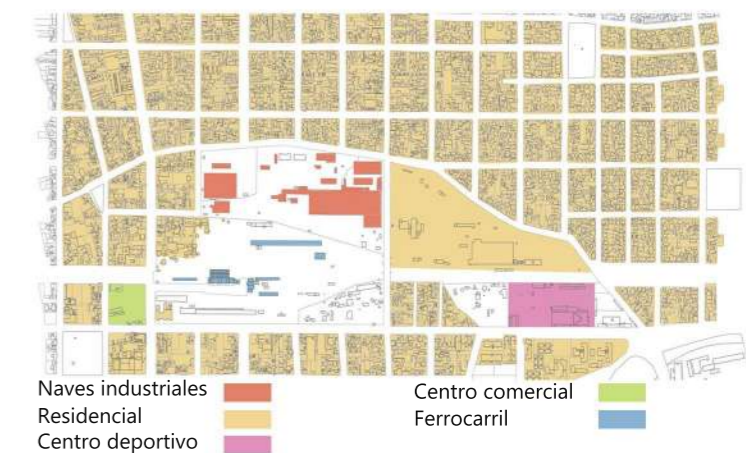 Naves industriales
Residencial
Centro deportivo
Centro comercial
Ferrocarril